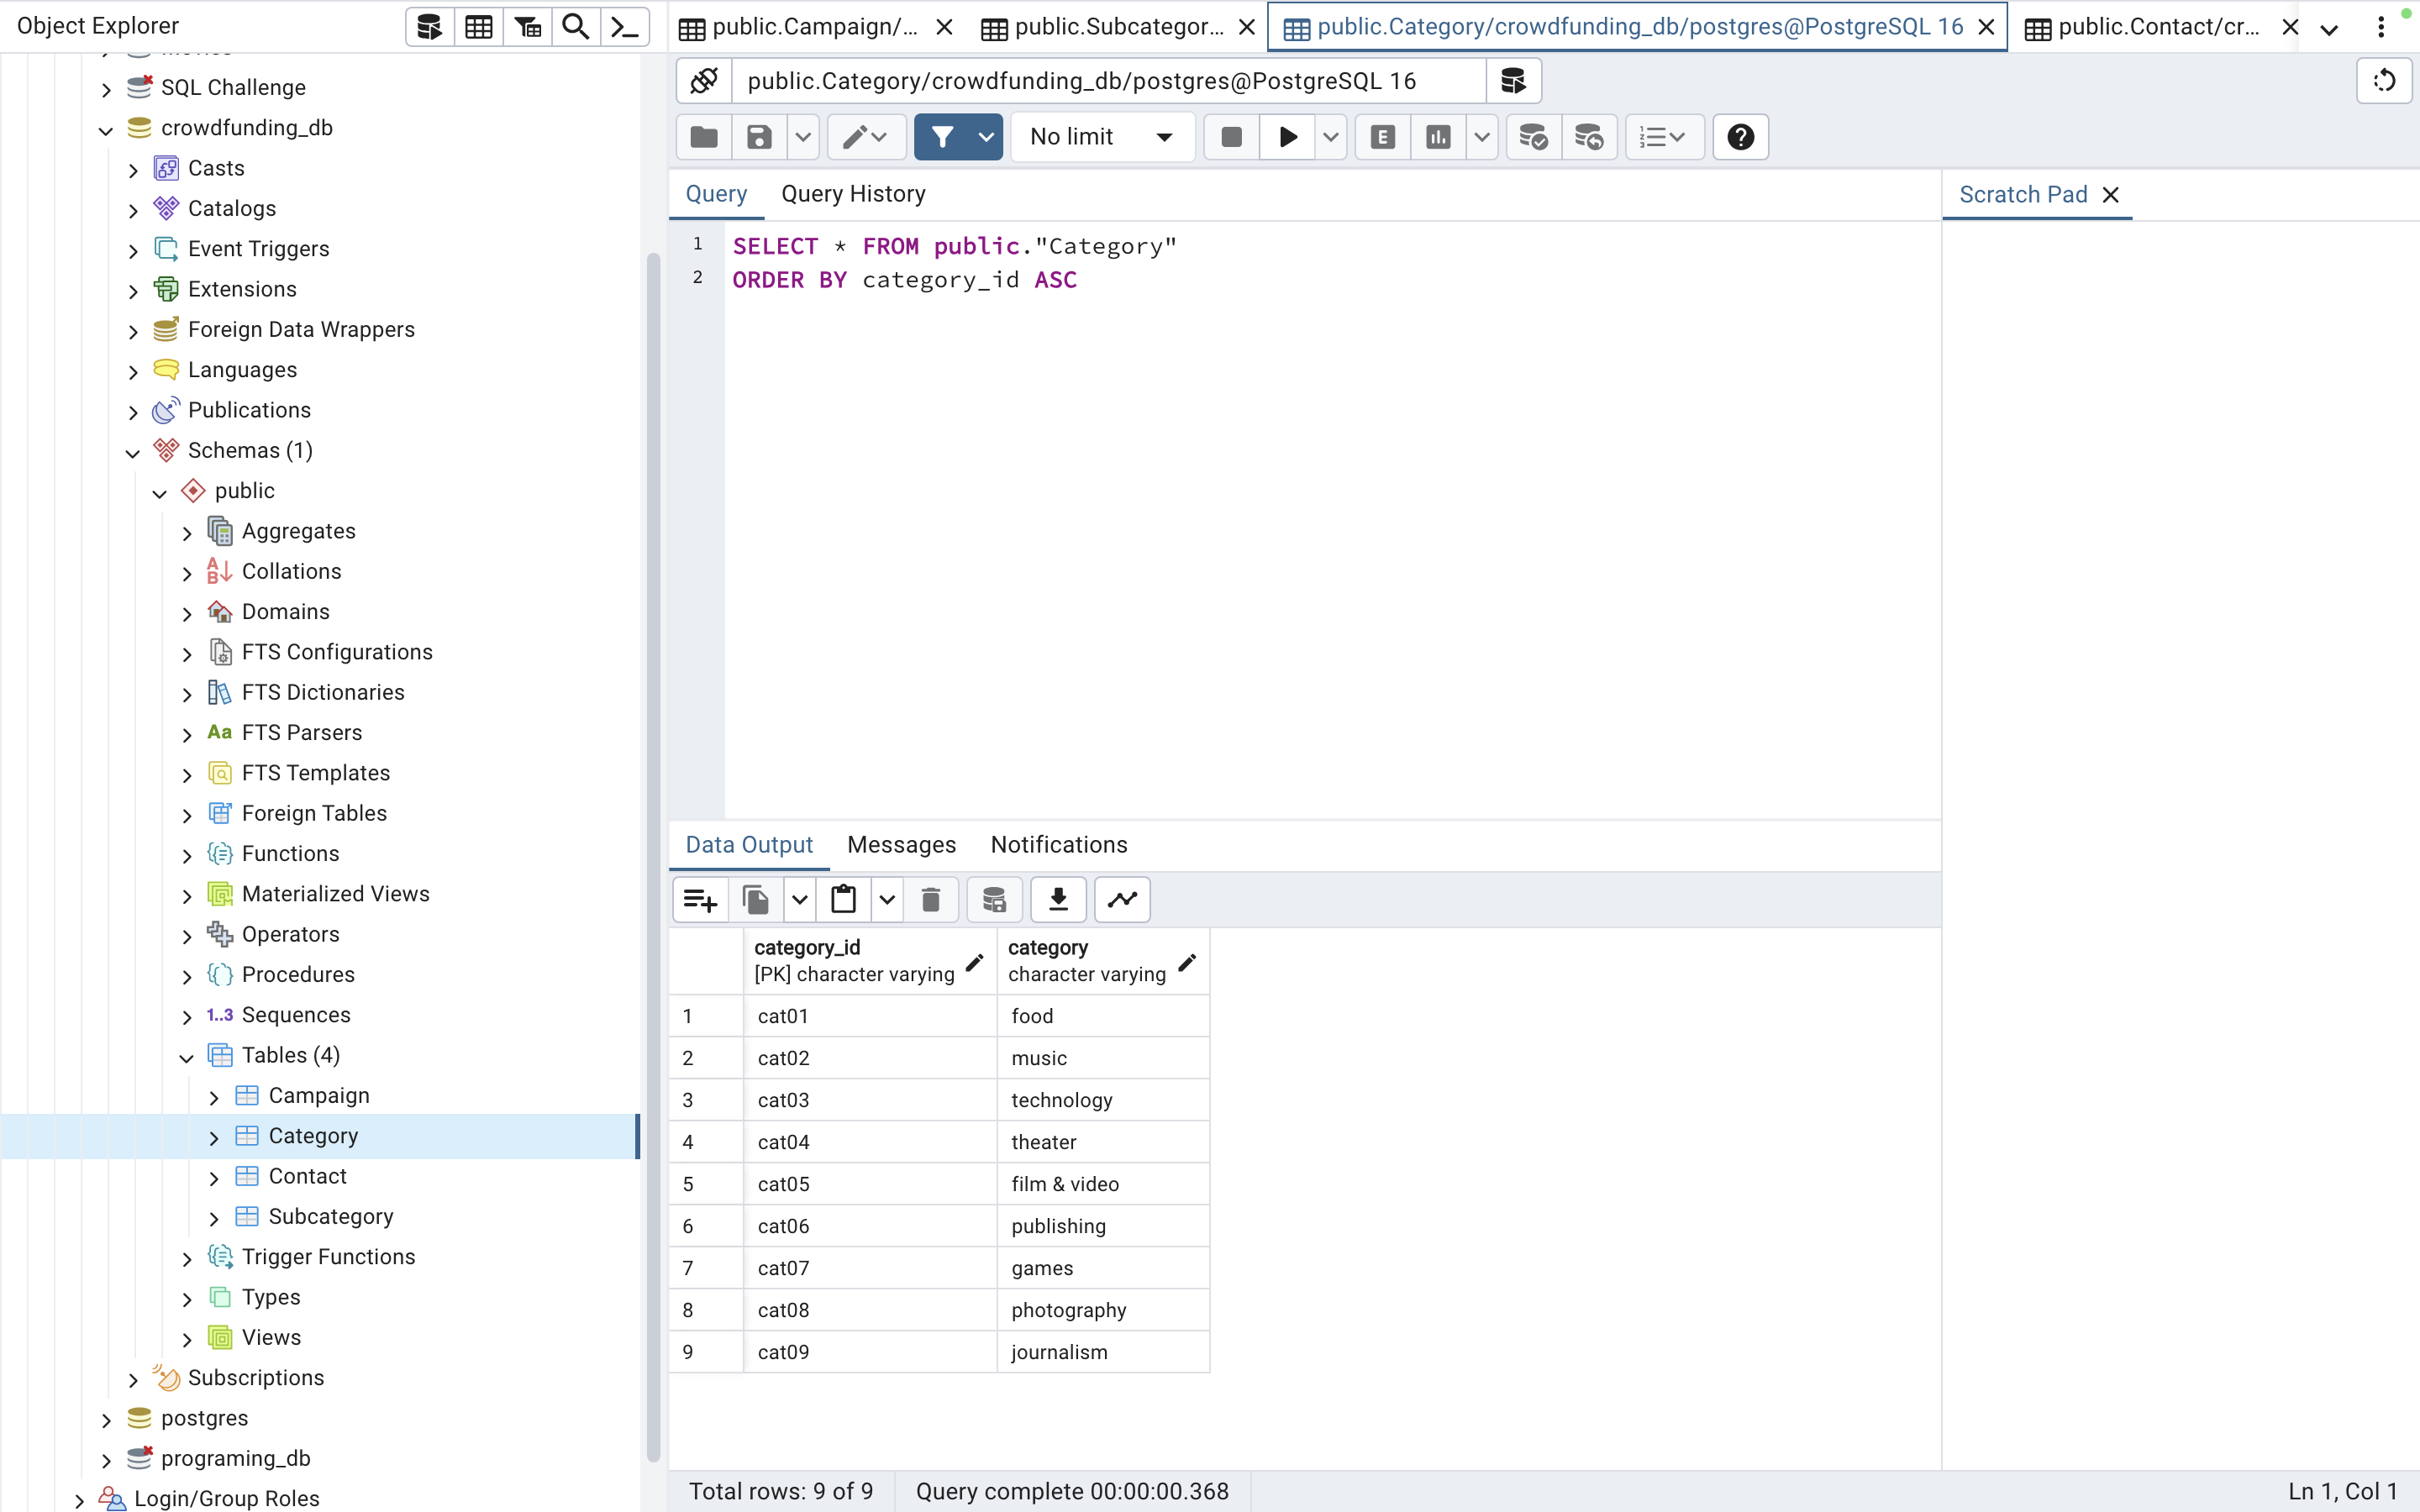 Object Explorer
SQL Challenge
crowdfunding_db
Casts
Catalogs
Event Triggers
Extensions
Foreign Data Wrappers
Languages
Publications
Schemas (1)
public
Aggregates
Collations
Domains
FTS Configurations
FTS Dictionaries
Aa FTS Parsers
FTS Templates
Foreign Tables
Functions
Materialized Views
Operators
Procedures
1..3 Sequences
Tables (4)
Campaign
Category
Contact
Subcategory
Trigger Functions
Types
Views
Subscriptions
postgres
programing_db
Login/Group Roles
public.Campaign/... public.Subcategor... public.Category/crowdfunding_db/postgres@PostgreSQL 16 public.Contact/cr...
public.Category/crowdfunding_db/postgres@PostgreSQL 16
No limit E
Query Query History
Scratch Pad
1 SELECT * FROM public."Category"
2 ORDER BY category_id ASC
Data Output Messages Notifications
category_id category
[PK] character varying character varying
1 cat01 food
2 cat02 music
3 cat03 technology
4 cat04 theater
5 cat05 film & video
6 cat06 publishing
7 cat07 games
8 cat08 photography
9 cat09 journalism
Total rows: 9 of 9 Query complete 00:00:00.368 Ln 1, Col 1